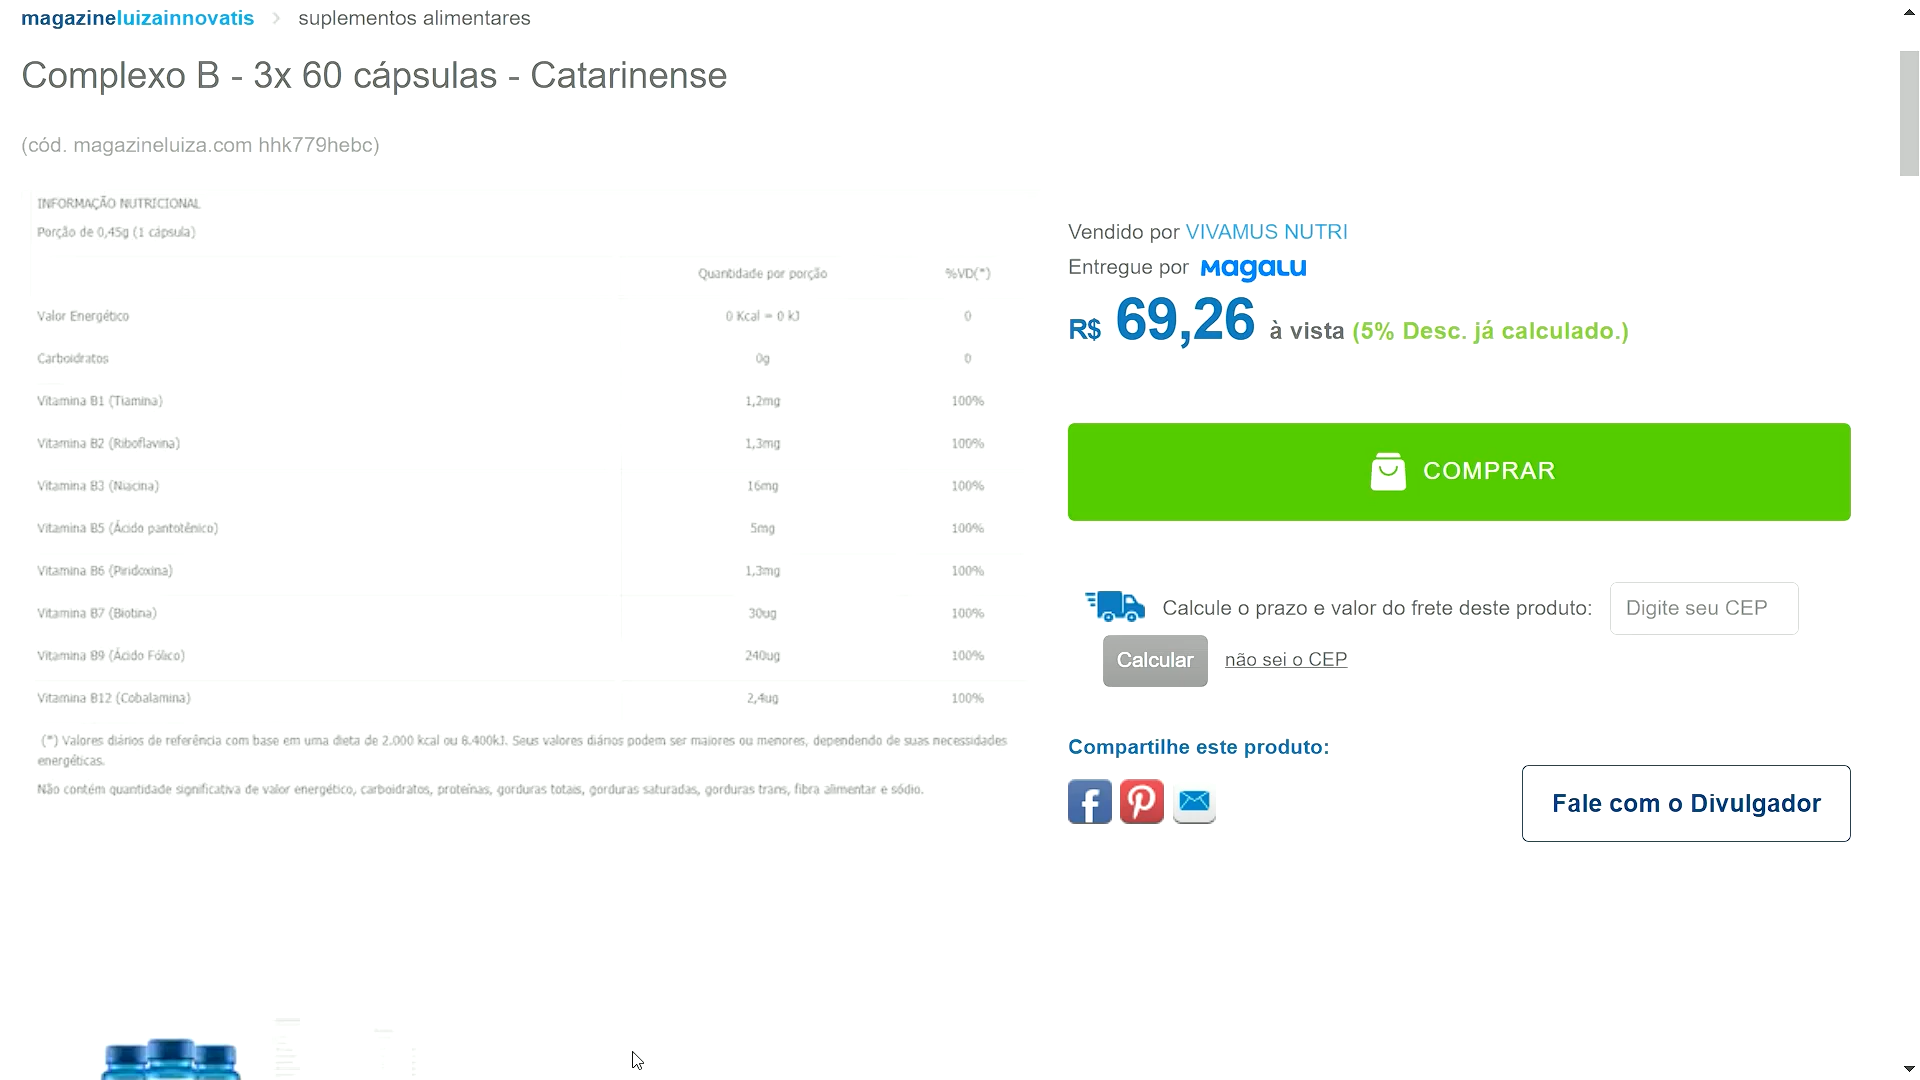 magazineluizainnovatis > suplementos alimentares
Complexo B - 3x 60 cápsulas - Catarinense
(cód. magazineluiza.com hhk779hebc)
INFORMAÇÃO NUTRICIONAL
Porção de 0,45g (1 cápsula)
Quantidade por porção %VD(*)
Valor Energético 0 Kcal = 0 kJ 0
Carboidratos 0g 0
Vitamina B1 (Tiamina) 1,2mg 100%
Vitamina B2 (Riboflavina) 1,3mg 100%
Vitamina B3 (Niacina) 16mg 100%
Vitamina B5 (Ácido pantotênico) 5mg 100%
Vitamina B6 (Piridoxina) 1,3mg 100%
Vitamina B7 (Biotina) 30ug 100%
Vitamina B9 (Ácido Fólico) 240ug 100%
Vitamina B12 (Cobalamina) 2,4ug 100%
(*) Valores diários de referência com base em uma dieta de 2.000 kcal ou 8.400kJ. Seus valores diários podem ser maiores ou menores, dependendo de suas necessidades
energéticas.
Não contém quantidade significativa de valor energético, carboidratos, proteínas, gorduras totais, gorduras saturadas, gorduras trans, fibra alimentar e sódio.
Vendido por VIVAMUS NUTRI
Entregue por Magalu
R$ 69,26 à vista (5% Desc. já calculado.)
COMPRAR
Calcule o prazo e valor do frete deste produto: Digite seu CEP
Calcular não sei o CEP
Compartilhe este produto:
Fale com o Divulgador